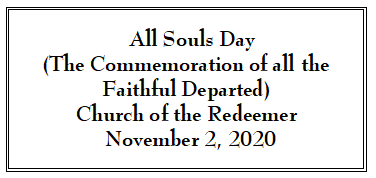 All Souls Day
(The Commemoration of all the
Faithful Departed)
Church of the Redeemer
November 2, 2020